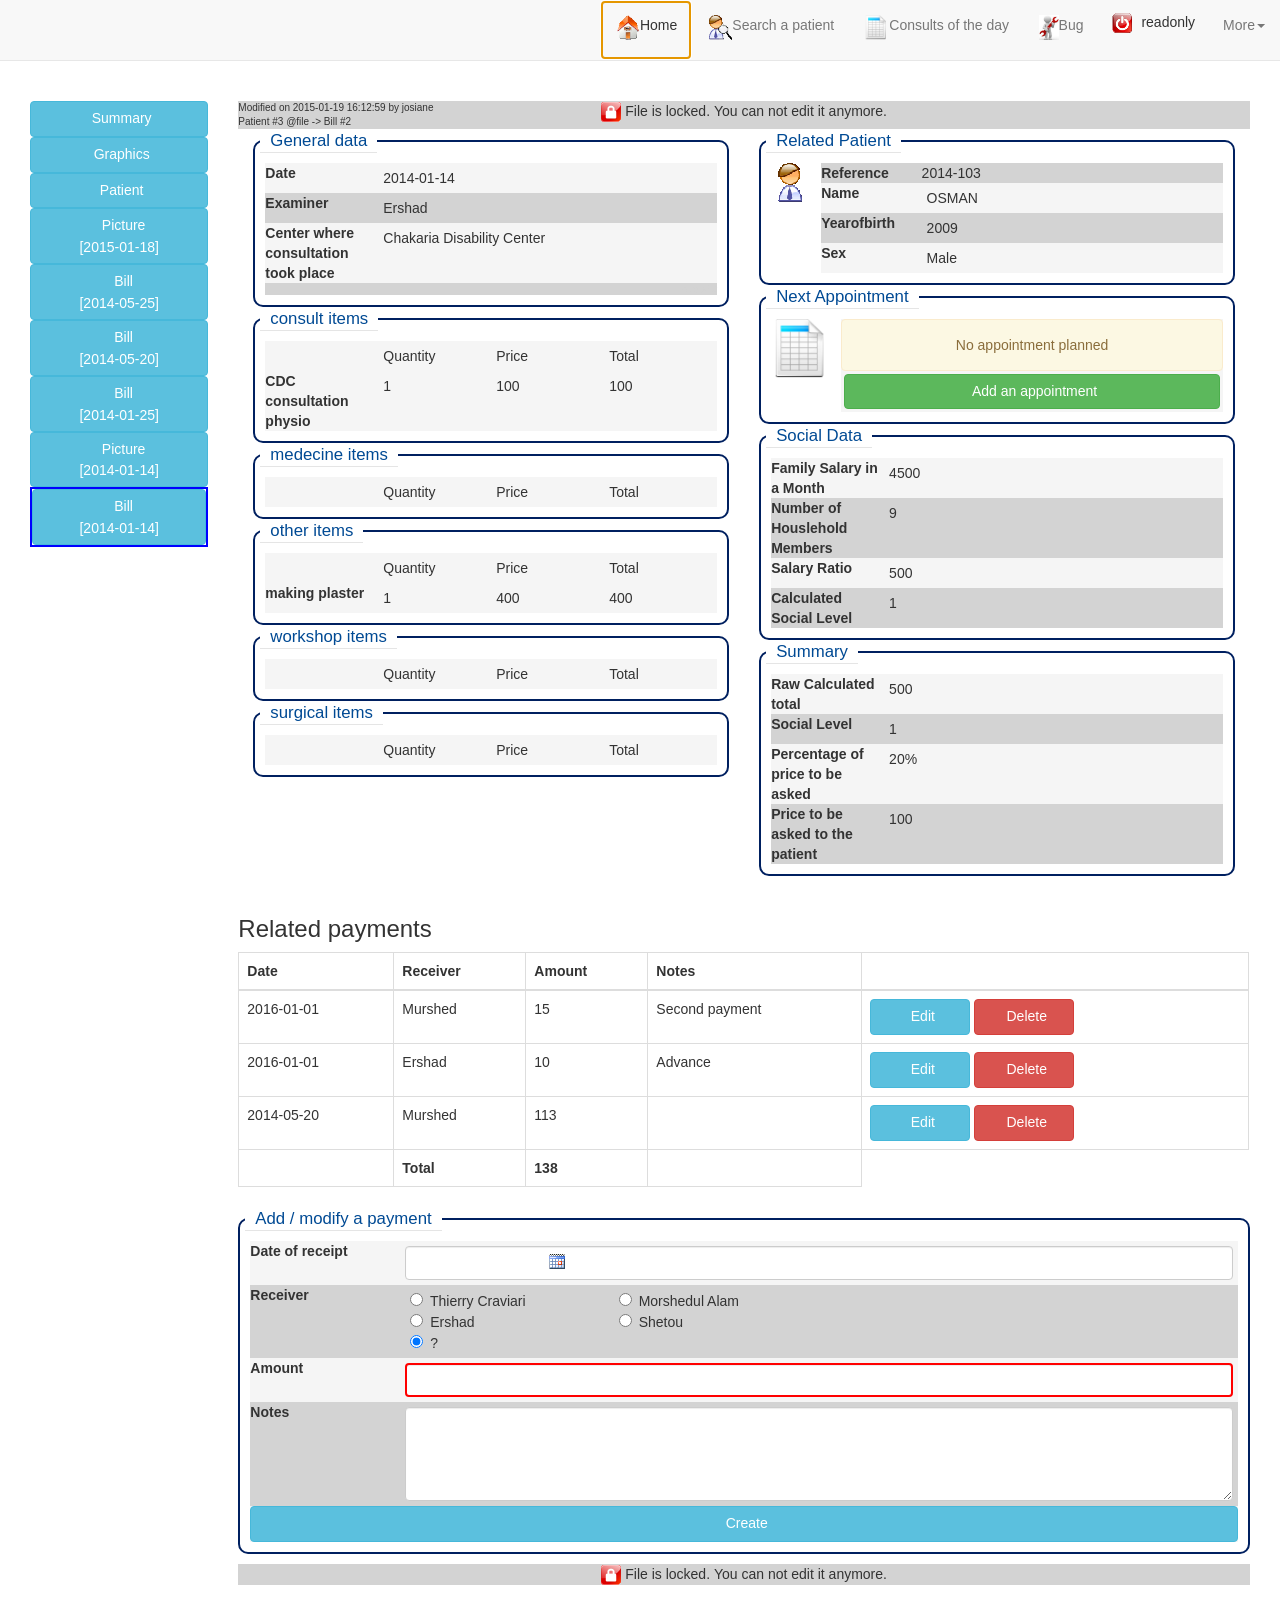 Home Search a patient Consults of the day Bug readonly More
Summary
Graphics
Patient
Picture
[2015-01-18]
Bill
[2014-05-25]
Bill
[2014-05-20]
Bill
[2014-01-25]
Picture
[2014-01-14]
Bill
[2014-01-14]
Modified on 2015-01-19 16:12:59 by josiane
Patient #3 @file -> Bill #2
File is locked. You can not edit it anymore.
General data
Date 2014-01-14
Examiner Ershad
Center where Chakaria Disability Center
consultation
took place
consult items
Quantity Price Total
CDC 1 100 100
consultation
physio
medecine items
Quantity Price Total
other items
Quantity Price Total
making plaster 1 400 400
workshop items
Quantity Price Total
surgical items
Quantity Price Total
Related Patient
Reference 2014-103
Name OSMAN
Yearofbirth 2009
Sex Male
Next Appointment
No appointment planned
Add an appointment
Social Data
Family Salary in 4500
a Month
Number of 9
Houslehold
Members
Salary Ratio 500
Calculated 1
Social Level
Summary
Raw Calculated 500
total
Social Level 1
Percentage of 20%
price to be
asked
Price to be 100
asked to the
patient
Related payments
Date Receiver Amount Notes
2016-01-01 Murshed 15 Second payment Edit Delete
2016-01-01 Ershad 10 Advance Edit Delete
2014-05-20 Murshed 113 Edit Delete
Total 138
Add / modify a payment
Date of receipt
Receiver Thierry Craviari Morshedul Alam
Ershad Shetou
?
Amount
Notes
Create
File is locked. You can not edit it anymore.